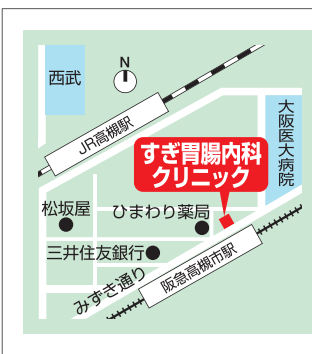 西武
N
JR高槻駅
大阪医大病院
すぎ胃腸内科
クリニック
松坂屋
ひまわり薬局
三井住友銀行
みずき通り
阪急高槻市駅